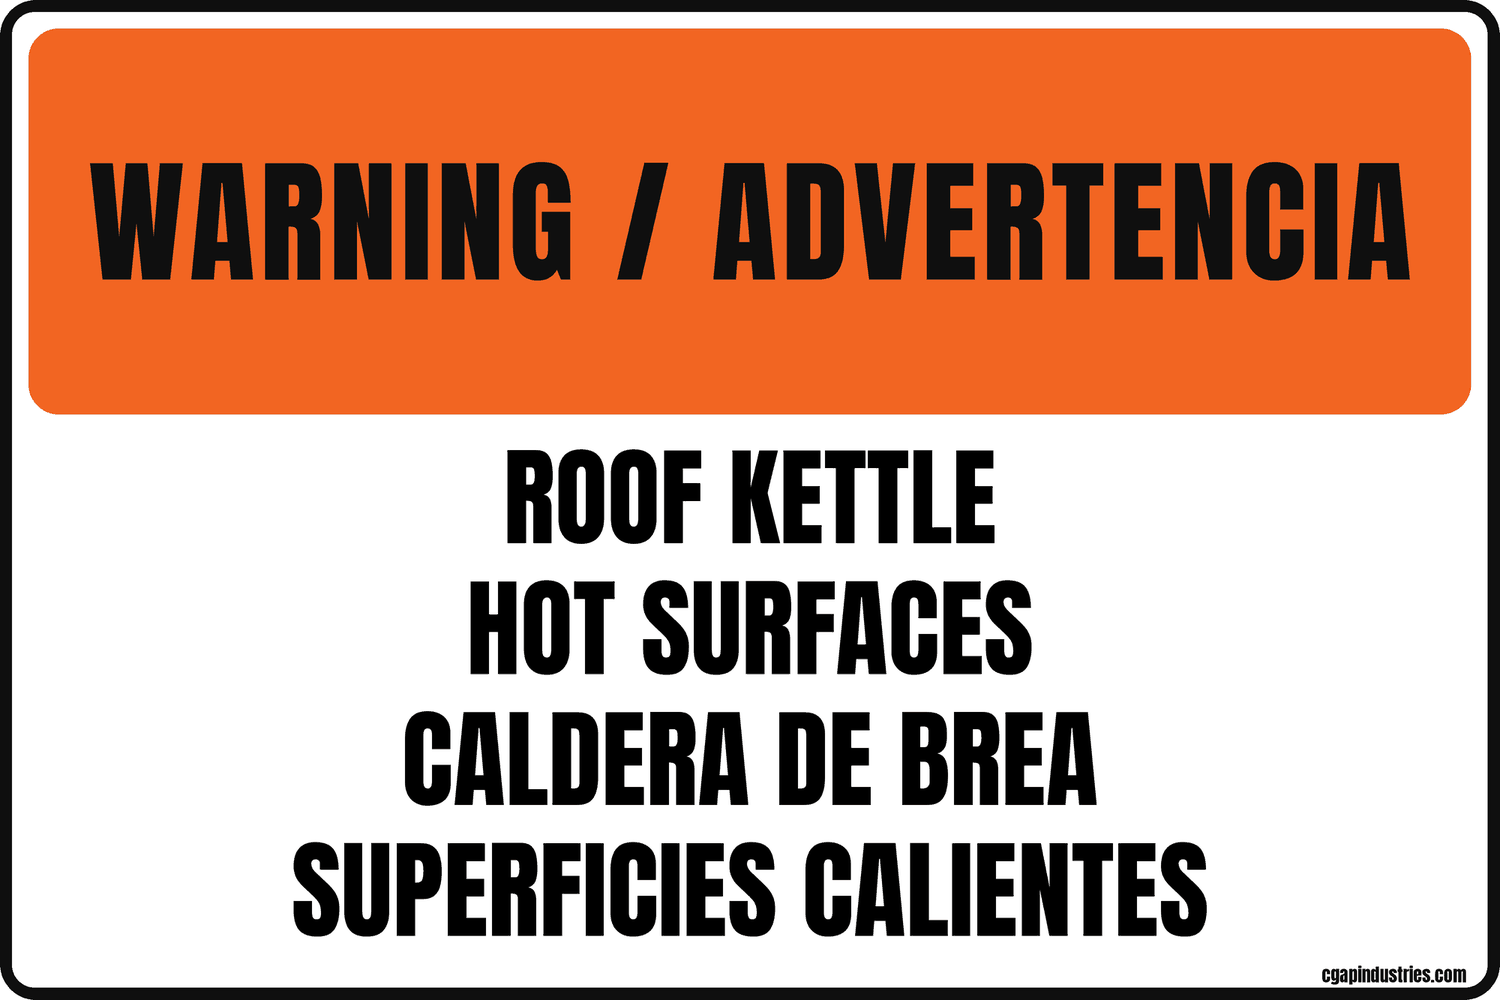 WARNING / ADVERTENCIA
ROOF KETTLE
HOT SURFACES
CALDERA DE BREA
SUPERFICIES CALIENTES
cgapindustries.com